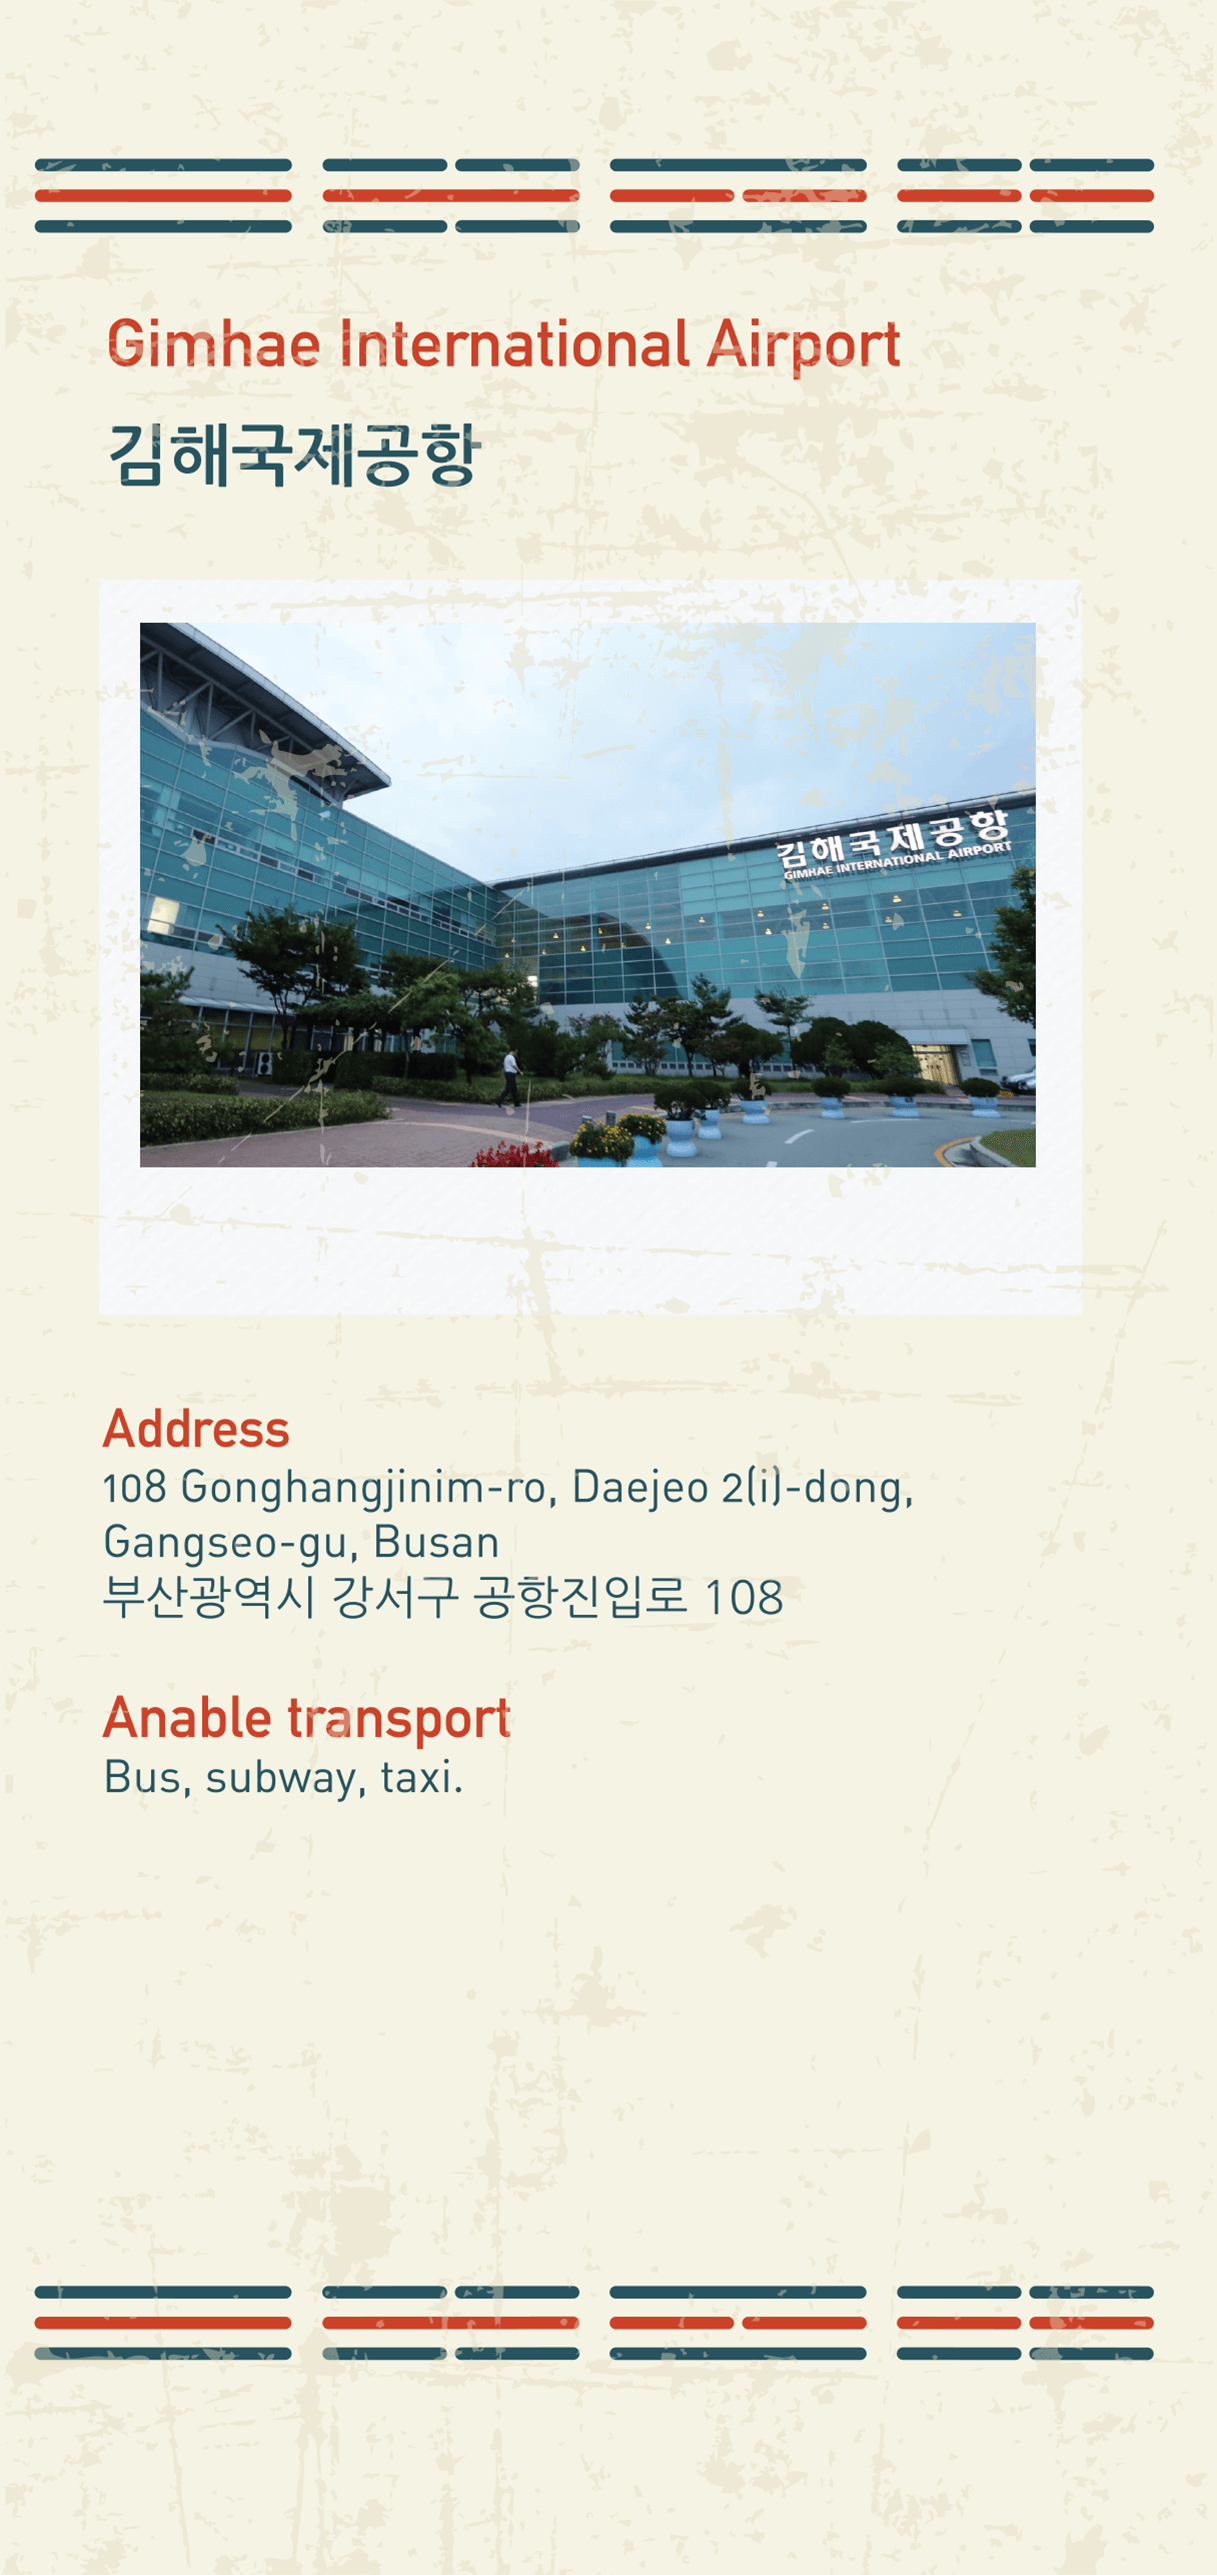 Gimhae International Airport
김해국제공항
김해국제공항
GIMHAE INTERNATIONAL AIRPORT
Address
108 Gonghangjinim-ro, Daejeo 2(i)-dong,
Gangseo-gu, Busan
부산광역시 강서구 공항진입로 108
Anable transport
Bus, subway, taxi.